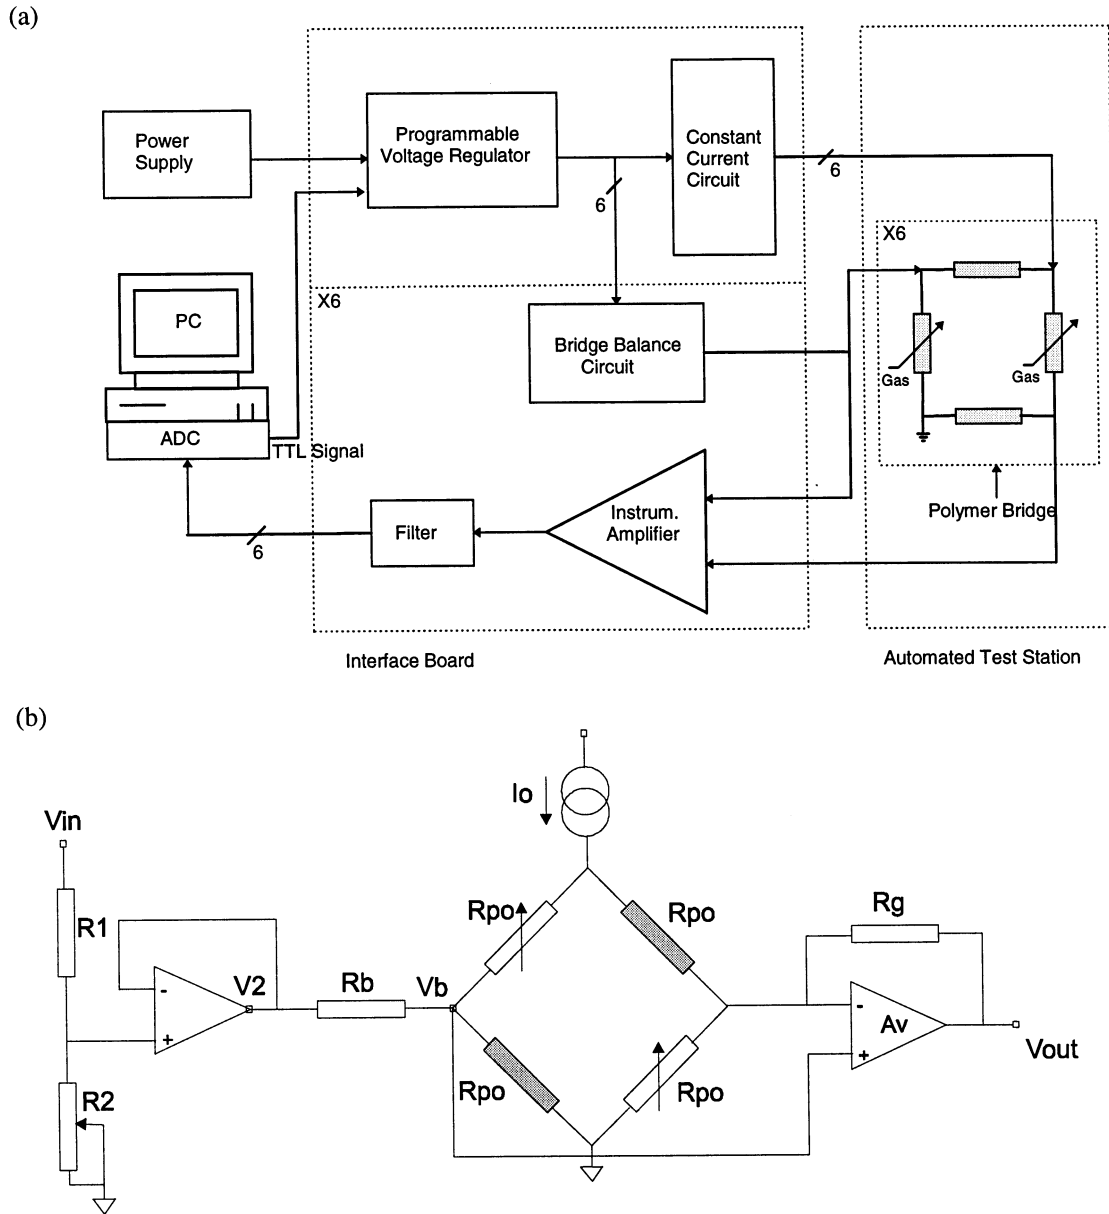 (a)
Power
Supply
Programmable
Voltage Regulator
Constant
Current
Circuit
6
6
X6
X6
PC
Bridge Balance
Circuit
Gas
Gas
ADC
TTL Signal
Polymer Bridge
Instrum.
Amplifier
Filter
6
Interface Board
Automated Test Station
(b)
Io
Vin
Rpo
Rpo
Rg
R1
-
V2
Rb
Vb
-
+
Av
+
Vout
R2
Rpo
Rpo